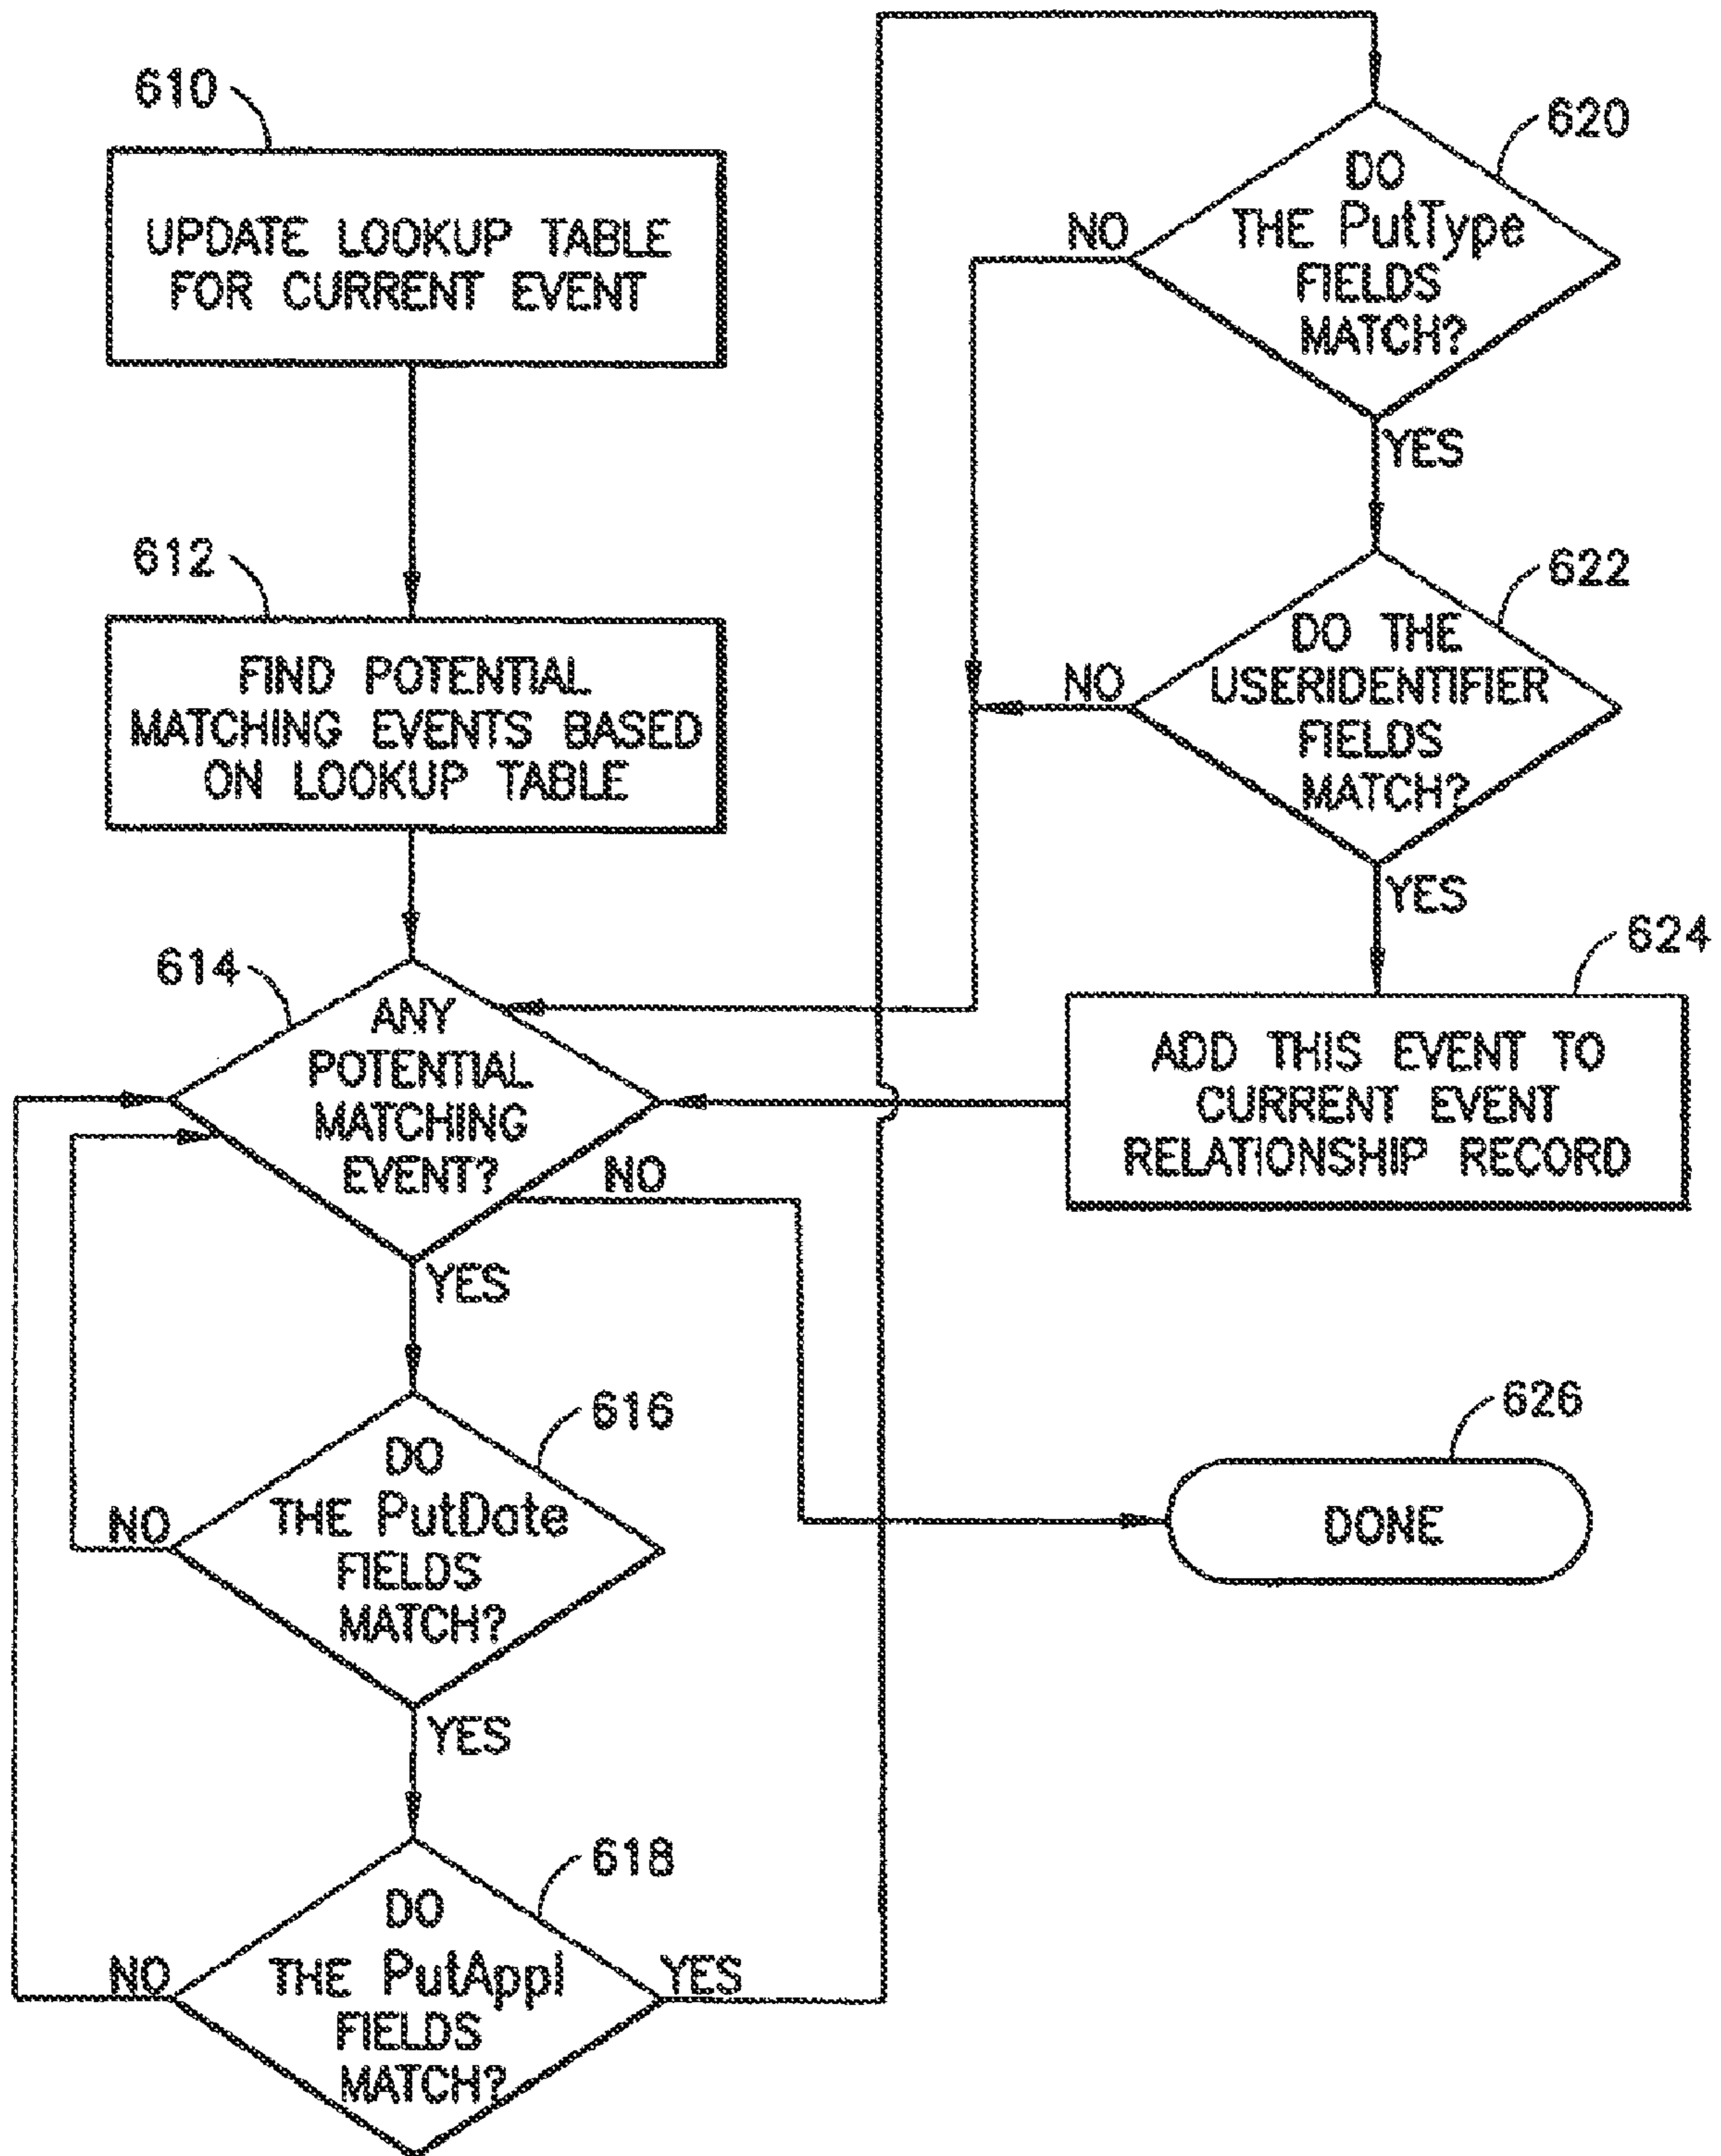 610
UPDATE LOOKUP TABLE
FOR CURRENT EVENT
612
FIND POTENTIAL
MATCHING EVENTS BASED
ON LOOKUP TABLE
614
ANY
POTENTIAL
MATCHING
EVENT?
NO
YES
616
DO
THE PutDate
FIELDS
MATCH?
NO
YES
618
DO
THE PutAppl
FIELDS
MATCH?
NO
YES
620
DO
THE PutType
FIELDS
MATCH?
NO
YES
622
DO THE
USERIDENTIFIER
FIELDS
MATCH?
NO
YES
624
ADD THIS EVENT TO
CURRENT EVENT
RELATIONSHIP RECORD
626
DONE